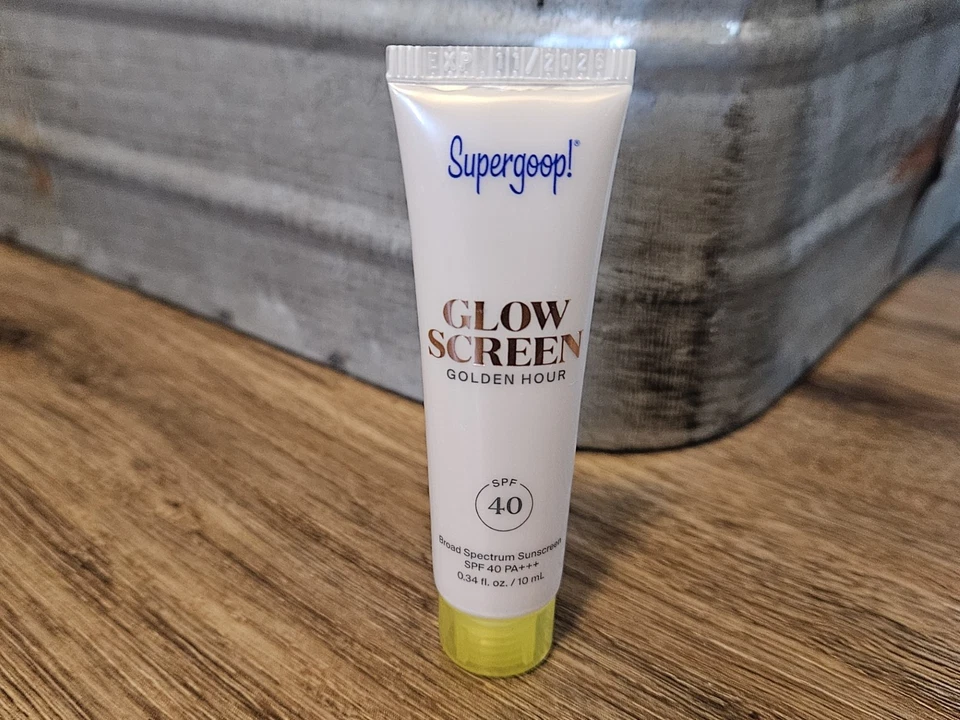 EXP 11/2025
Supergoop!®
GLOW
SCREEN
GOLDEN HOUR
SPF
40
Broad Spectrum Sunscreen
SPF 40 PA+++
0.34 fl. oz. / 10 mL